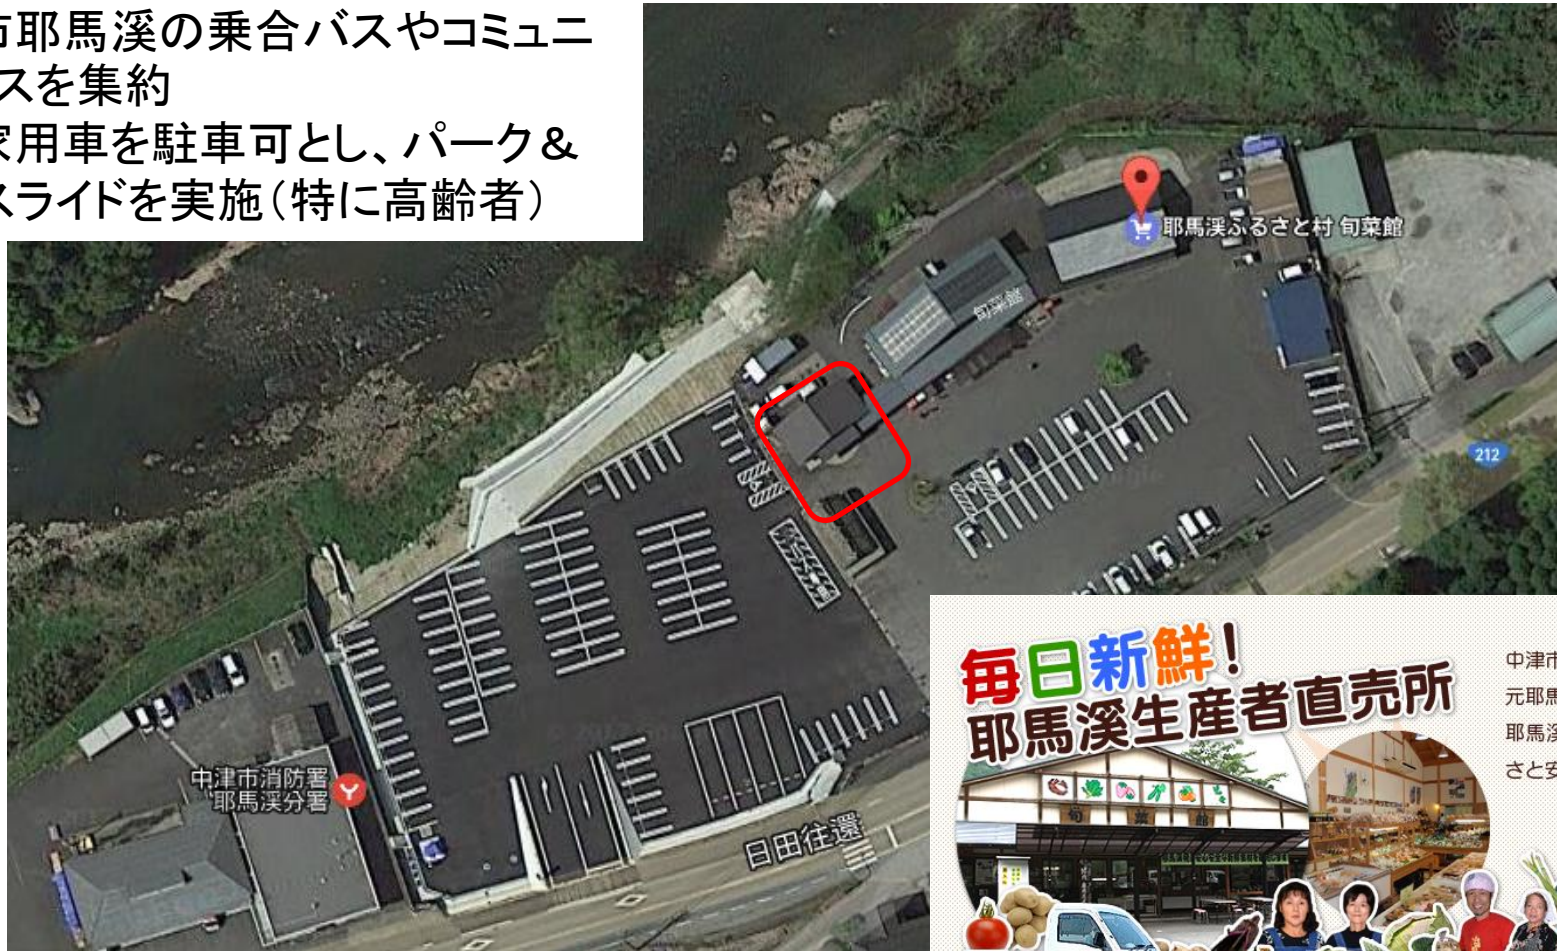 市耶馬溪の乗合バスやコミュニ
スを集約
家用車を駐車可とし、パーク＆
スライドを実施（特に高齢者）
耶馬溪ふるさと村 旬菜館
旬菜館
212
中津市消防署
耶馬溪分署
日田往還
毎日新鮮！
耶馬溪生産者直売所
中津市
元耶馬
耶馬溪
さと安
旬菜館